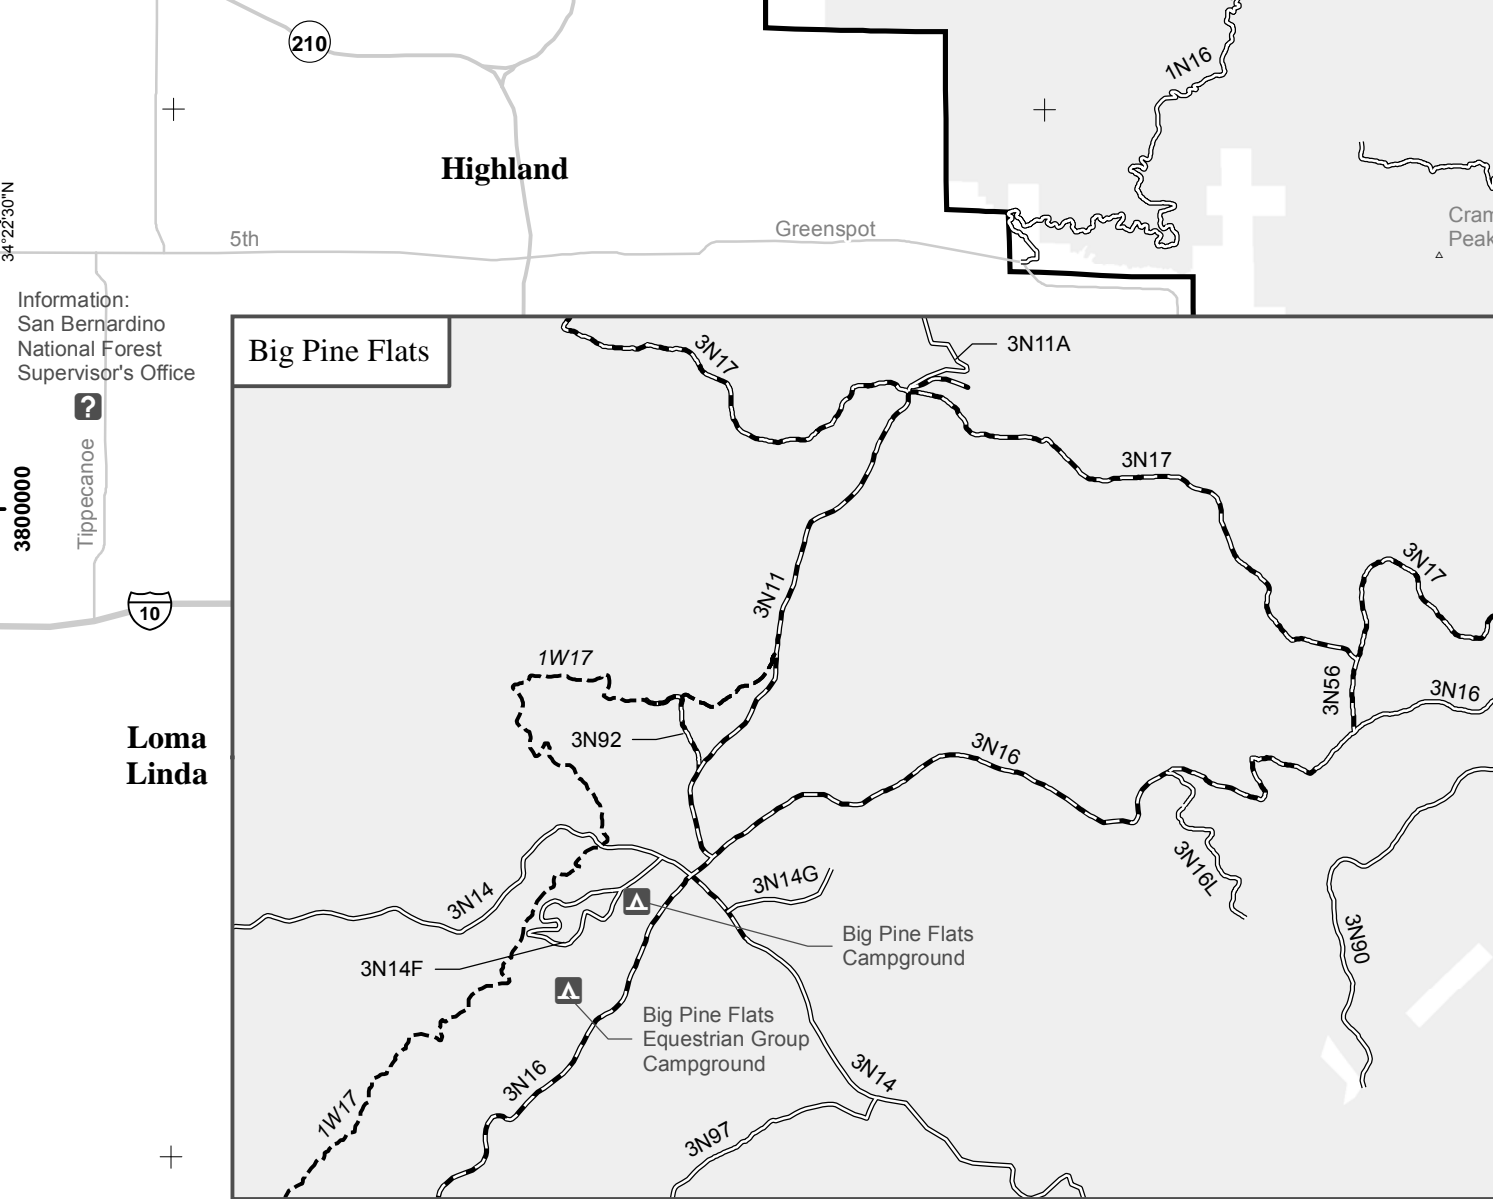 210
1N16
Highland
34°22'30"N
5th
Greenspot
Cram
Peak
Information:
San Bernardino
National Forest
Supervisor's Office
?
Big Pine Flats
3N17
3N11A
3N17
Tippecanoe
3800000
10
3N11
3N17
1W17
3N56
3N16
Loma
Linda
3N92
3N16
3N16L
3N14G
3N14
Big Pine Flats
Campground
3N90
3N14F
Big Pine Flats
Equestrian Group
Campground
3N16
3N14
1W17
3N97